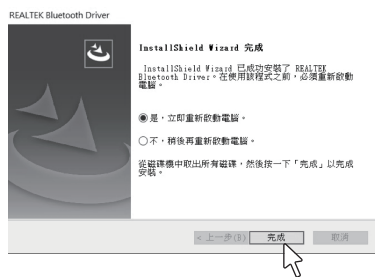 REALTEK Bluetooth Driver
InstallShield Wizard 完成
InstallShield Wizard 已成功安裝了 REALTEK
Bluetooth Driver。在使用該程式之前，必須重新啟動
電腦。
是，立即重新啟動電腦。
不，稍後再重新啟動電腦。
從磁碟機中取出所有磁碟，然後按一下「完成」以完成
安裝。
< 上一步(B)
完成
取消